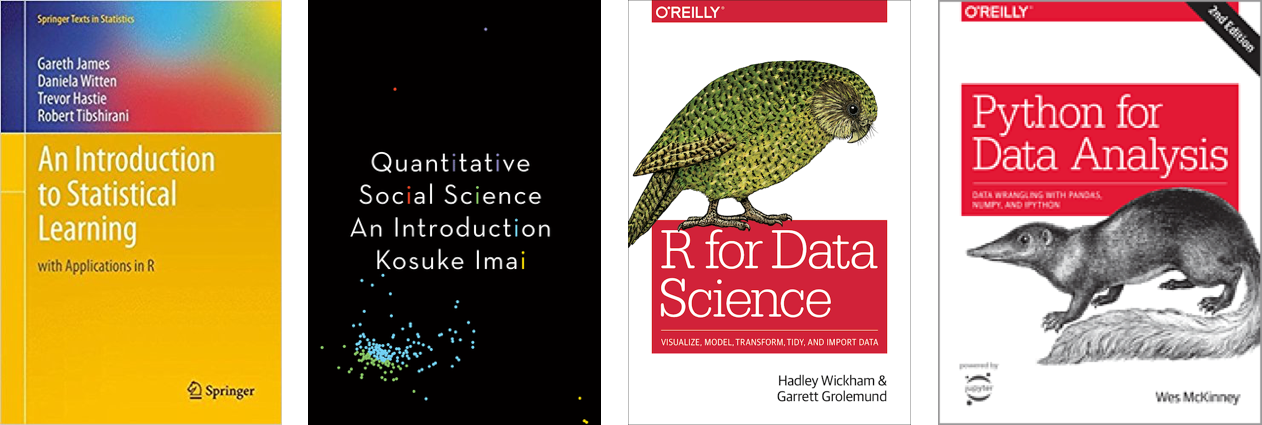 Springer Texts in Statistics
Gareth James
Daniela Witten
Trevor Hastie
Robert Tibshirani
An Introduction
to Statistical
Learning
with Applications in R
Springer
Quantitative
Social Science
An Introduction
Kosuke Imai
O'REILLY
R for Data
Science
VISUALIZE, MODEL, TRANSFORM, TIDY, AND IMPORT DATA
Hadley Wickham &
Garrett Grolemund
O'REILLY
2nd Edition
Python for
Data Analysis
DATA WRANGLING WITH PANDAS,
NUMPY, AND IPYTHON
powered by
jupyter
Wes McKinney